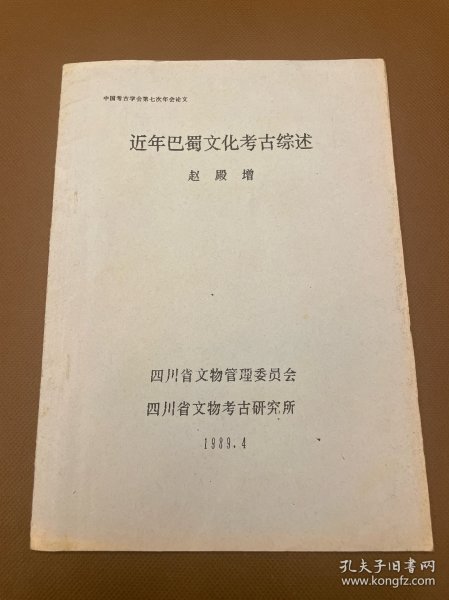 中国考古学会第七次年会论文
近年巴蜀文化考古综述
赵殿增
四川省文物管理委员会
四川省文物考古研究所
1989.4
孔夫子旧书网
www.kongfz.com